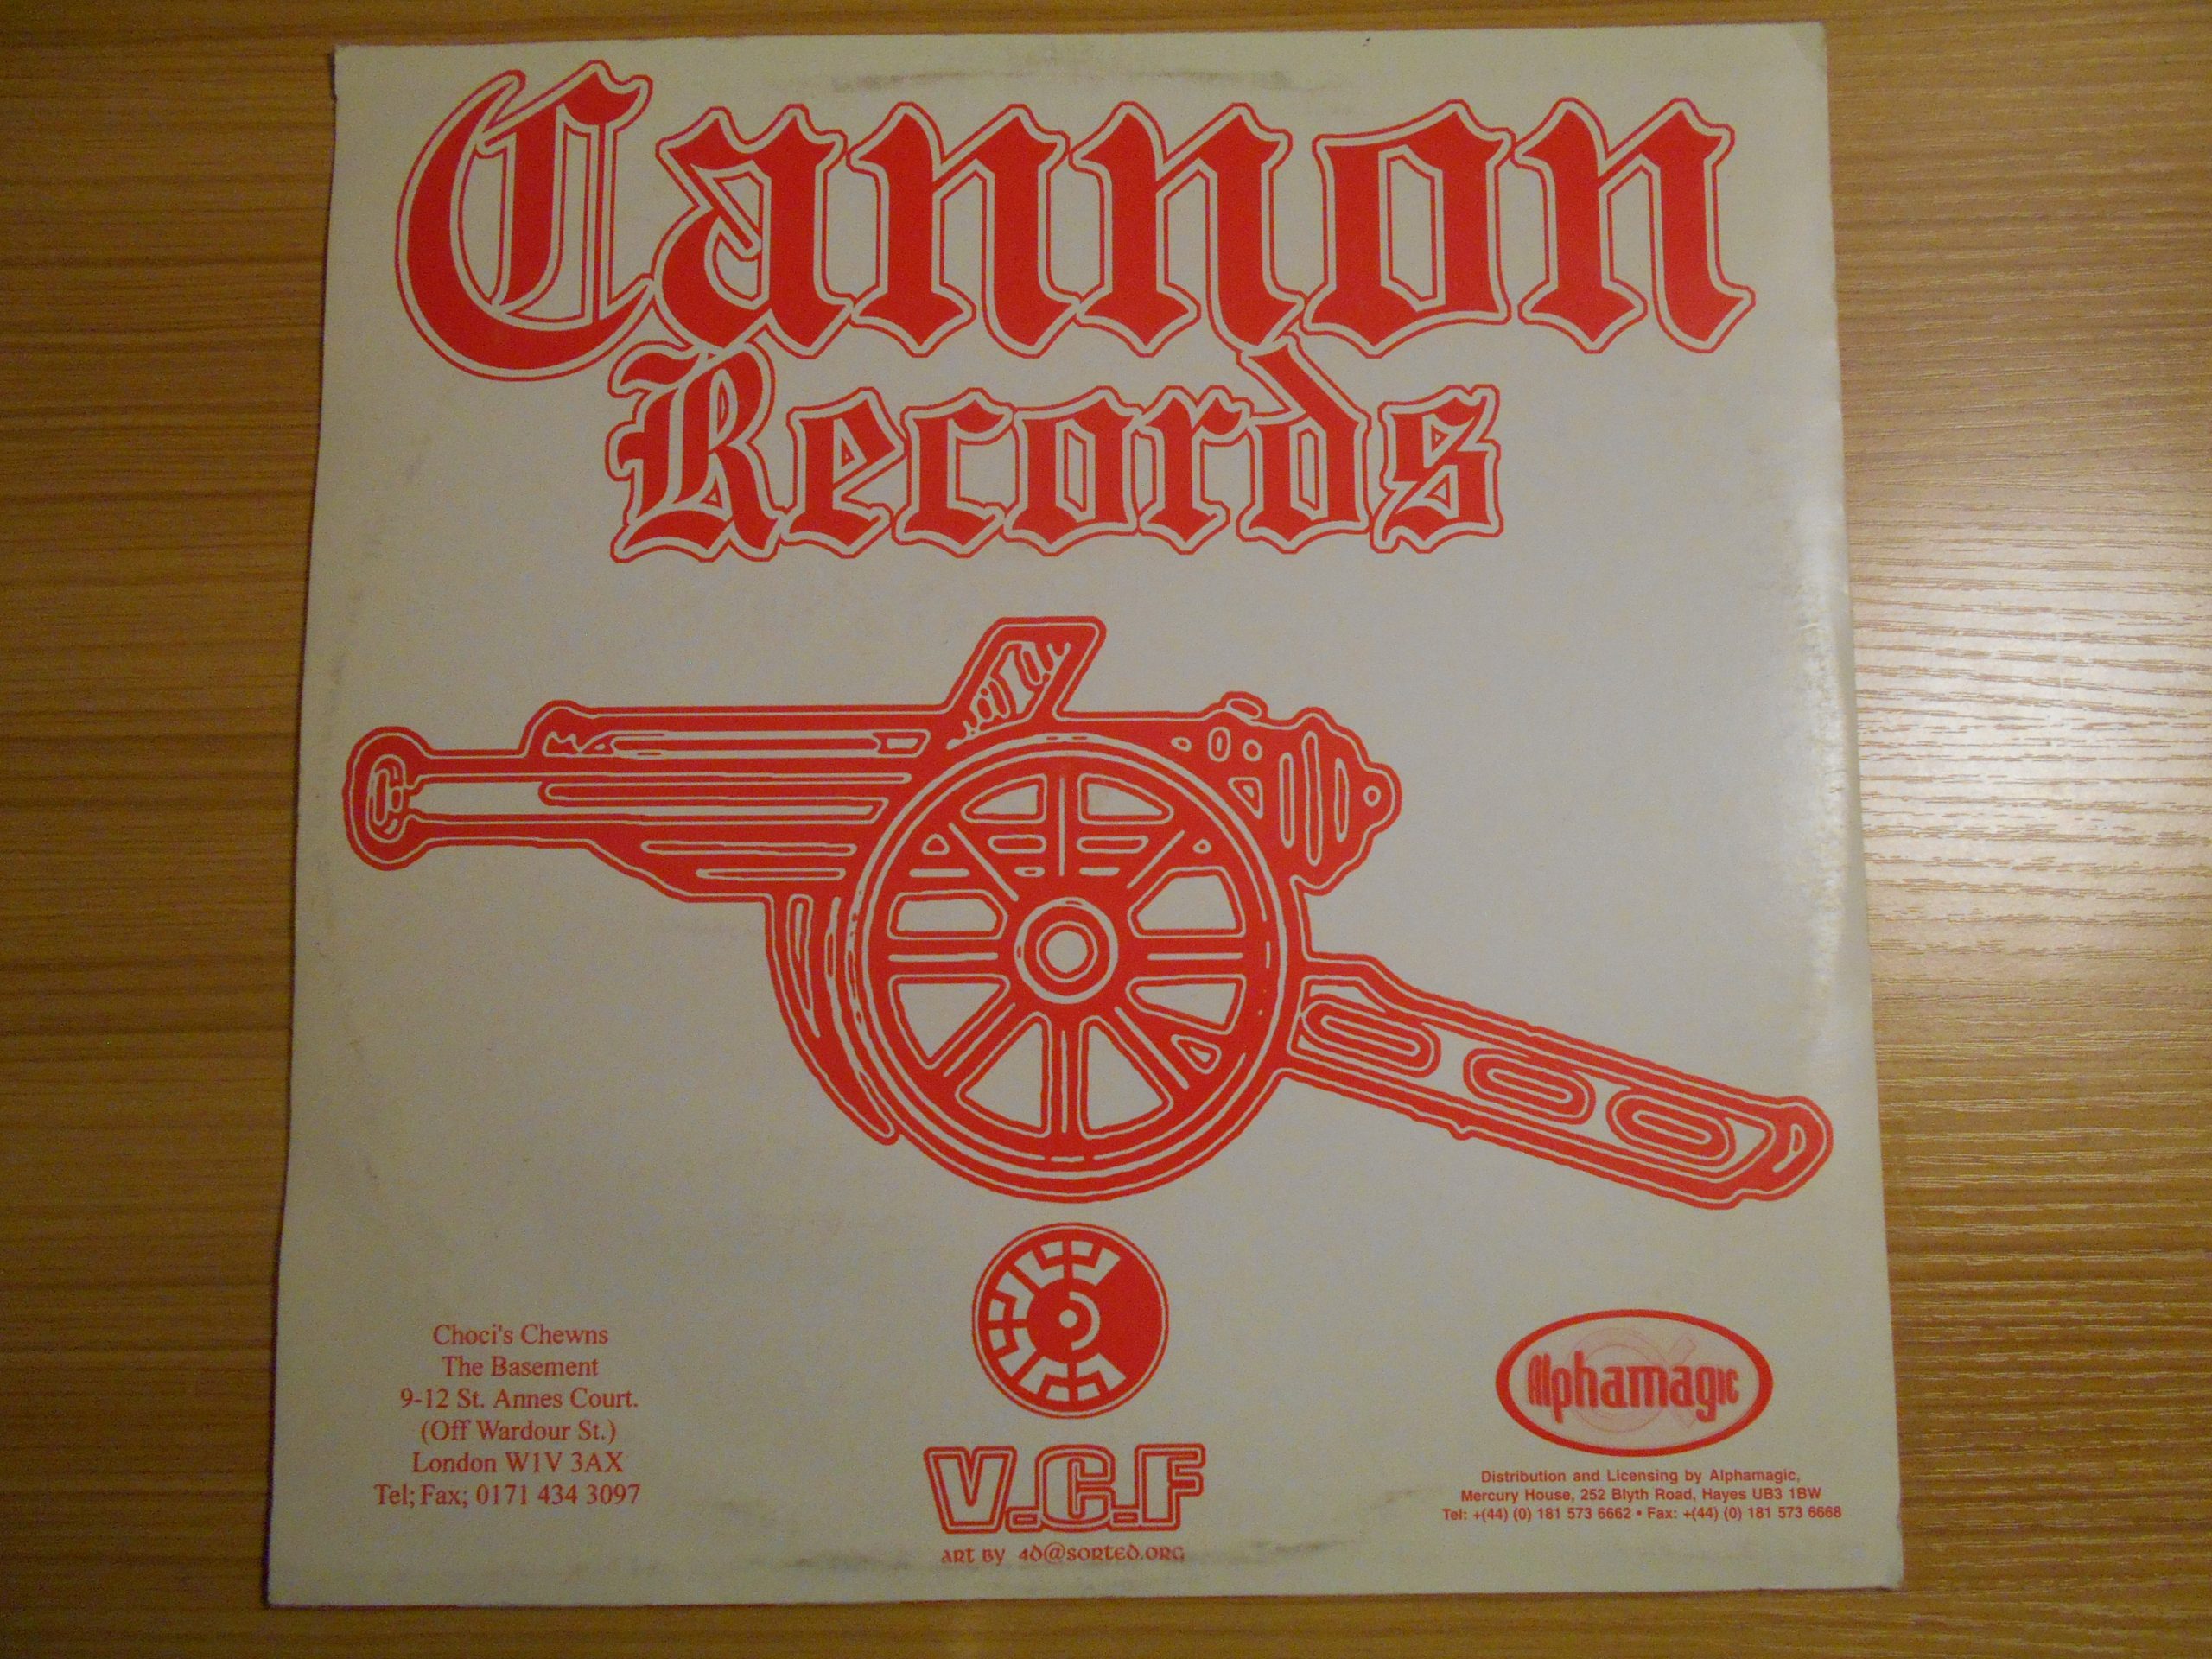 Cannon
Records
Choci's Chewns
The Basement
9-12 St. Annes Court.
(Off Wardour St.)
London W1V 3AX
Tel; Fax; 0171 434 3097
V.C.F
ART BY 4D@SORTED.ORG
Alphamagic
Distribution and Licensing by Alphamagic,
Mercury House, 252 Blyth Road, Hayes UB3 1BW
Tel: +(44) (0) 181 573 6662 • Fax: +(44) (0) 181 573 6668